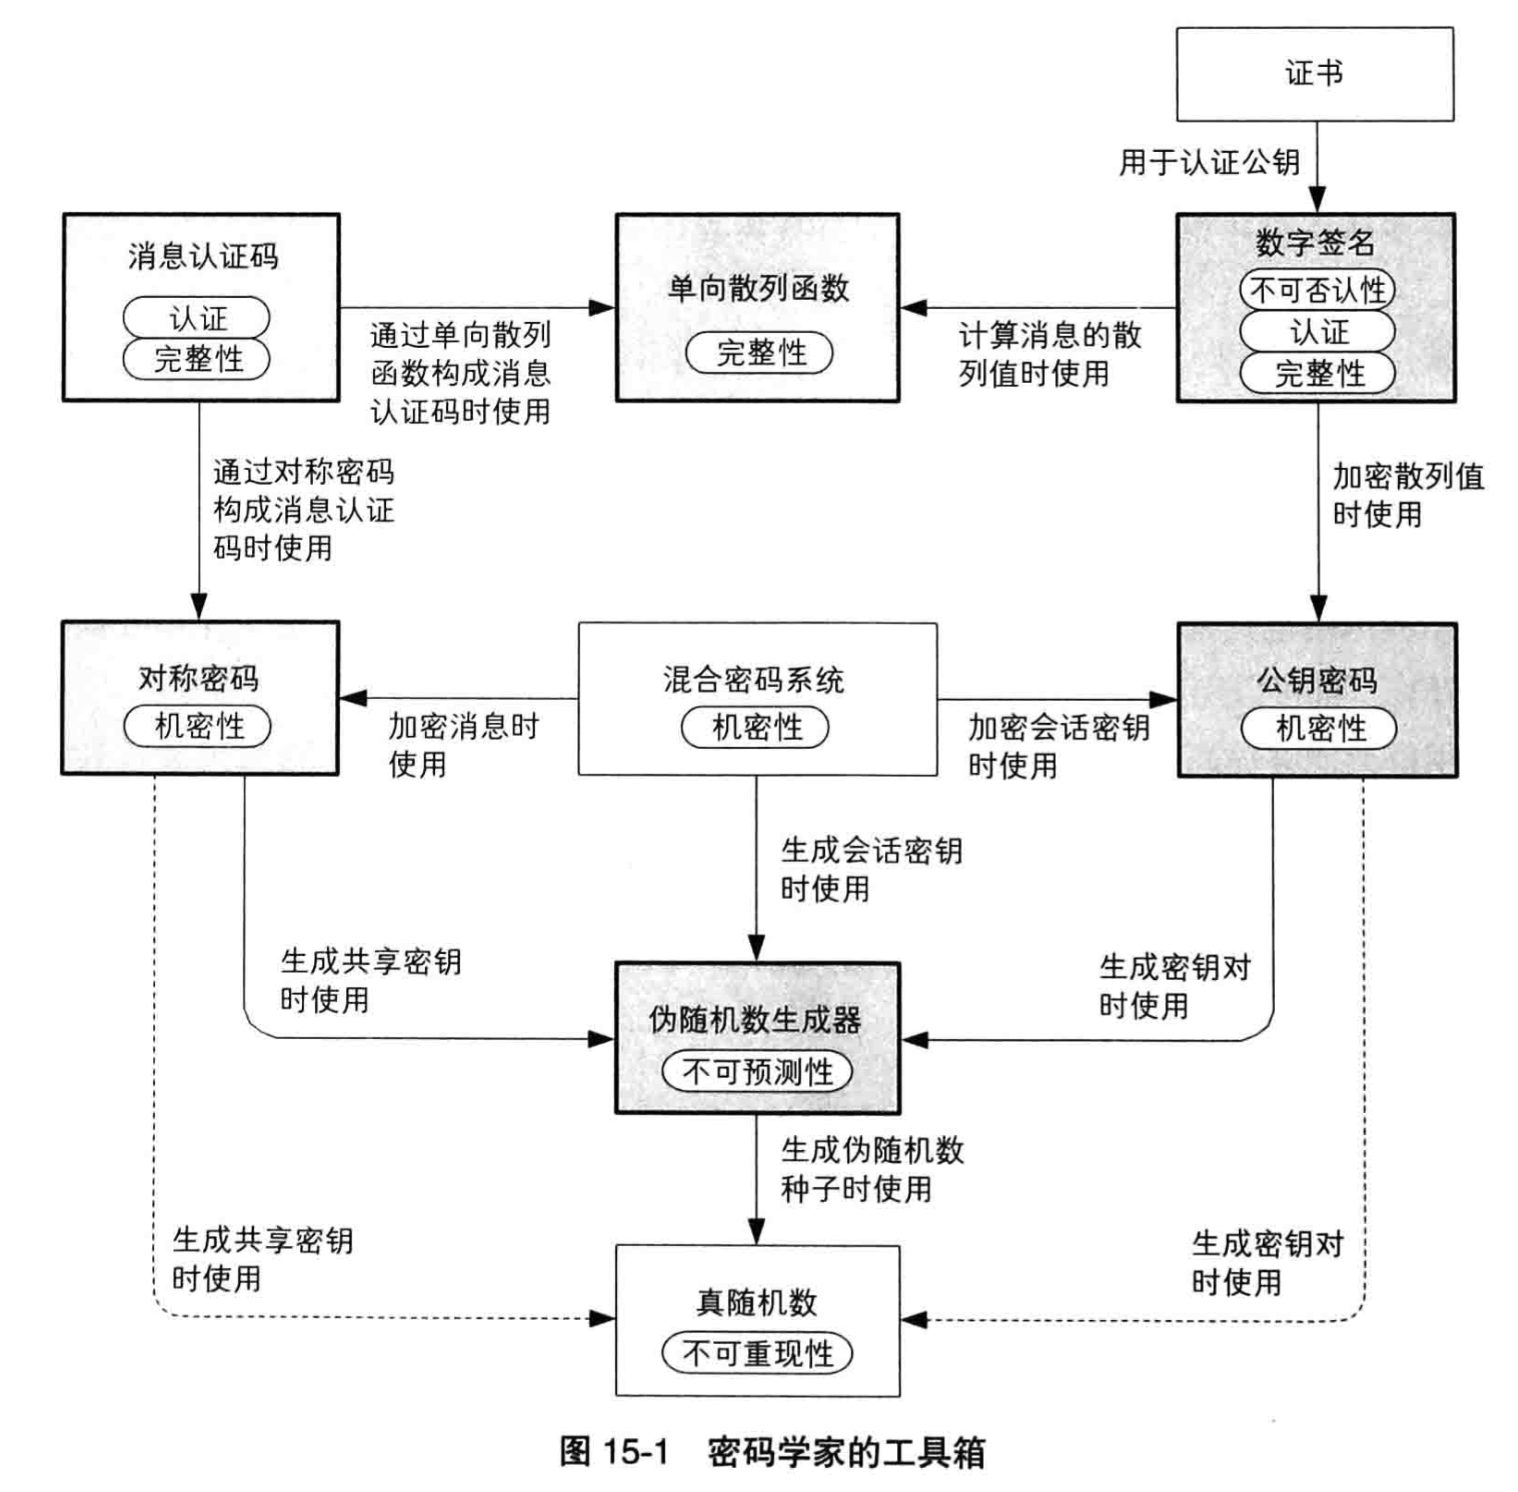 证书
用于认证公钥
消息认证码
认证
完整性
通过单向散列
函数构成消息
认证码时使用
单向散列函数
完整性
计算消息的散
列值时使用
数字签名
不可否认性
认证
完整性
通过对称密码
构成消息认证
码时使用
加密散列值
时使用
对称密码
机密性
加密消息时
使用
混合密码系统
机密性
加密会话密钥
时使用
公钥密码
机密性
生成会话密钥
时使用
生成共享密钥
时使用
生成密钥对
时使用
伪随机数生成器
不可预测性
生成伪随机数
种子时使用
生成共享密钥
时使用
生成密钥对
时使用
真随机数
不可重现性
图 15-1 密码学家的工具箱